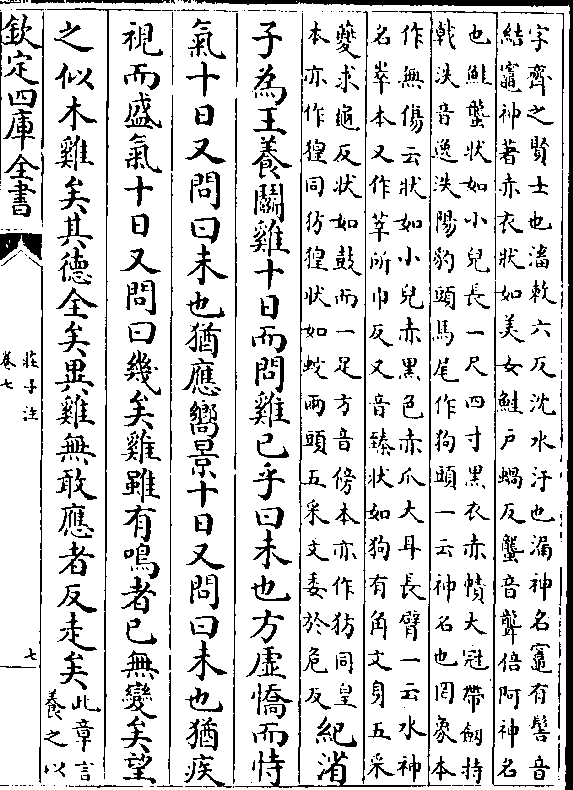 字齊之賢士也潘敕六反沈水汙也漏神名竈有髻音
結竈神著赤衣狀如美女鮭戶蝸反蠪音聾倍阿神名
也鮭蠪狀如小兒長一尺四寸黑衣赤幘大冠帶劔持
戟泆音逸泆陽豹頭馬尾作狗頭一云神名也罔象本
作無傷云狀如小兒赤黑色赤爪大耳長臂一云水神
名峷本又作莘所巾反又音臻狀如狗有角文身五采
夔求龜反狀如鼓而一足方音傍本亦作彷同皇
本亦作徨同彷徨狀如蛇兩頭五采文委於危反
紀渻
子為王養鬬雞十日而問雞已乎曰未也方虛憍而恃
氣十日又問曰未也猶應嚮景十日又問曰未也猶疾
視而盛氣十日又問曰幾矣雞雖有鳴者已無變矣望
之似木雞矣其德全矣異雞無敢應者反走矣
此章言
養之以
欽定四庫全書
莊子注
卷七
七